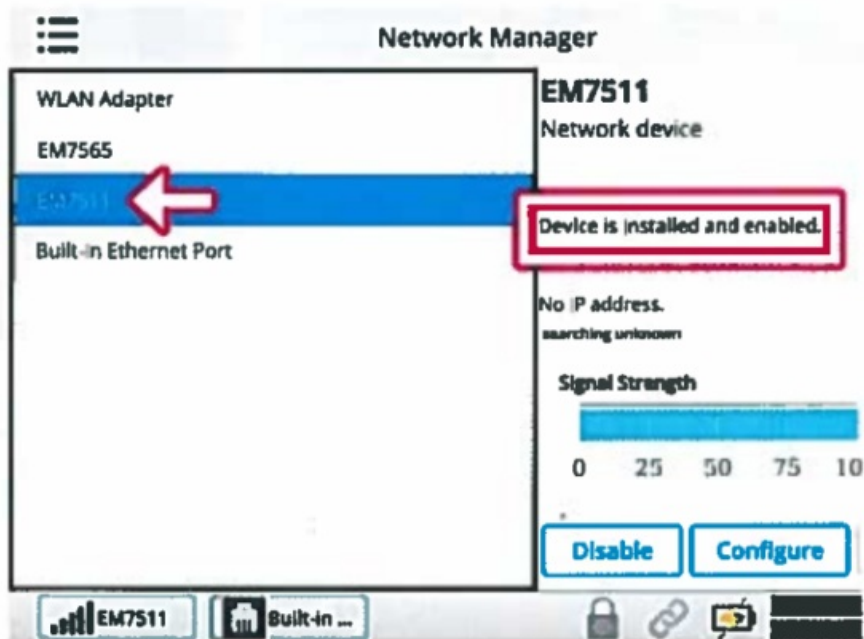 Network Manager
WLAN Adapter
EM7565
EM7511
Built-in Ethernet Port
EM7511
Network device
Device is installed and enabled.
No IP address.
searching unknown
Signal Strength
0 25 50 75 10
Disable Configure
EM7511 Built-in ...